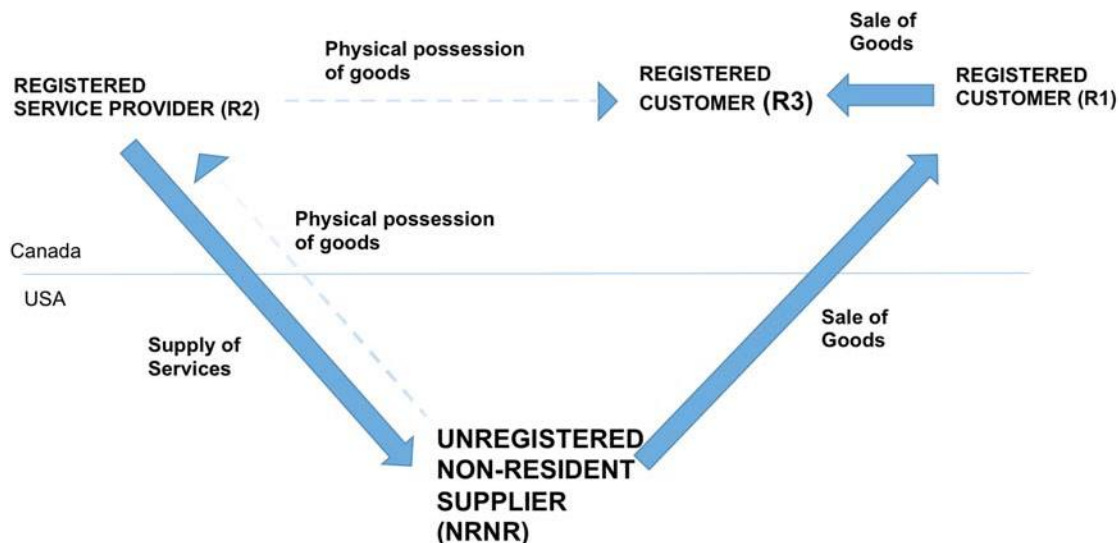 Sale of
Goods
Physical possession
of goods
REGISTERED
SERVICE PROVIDER (R2)
REGISTERED
CUSTOMER (R3)
REGISTERED
CUSTOMER (R1)
Physical possession
of goods
Canada
USA
Supply of
Services
Sale of
Goods
UNREGISTERED
NON-RESIDENT
SUPPLIER
(NRNR)